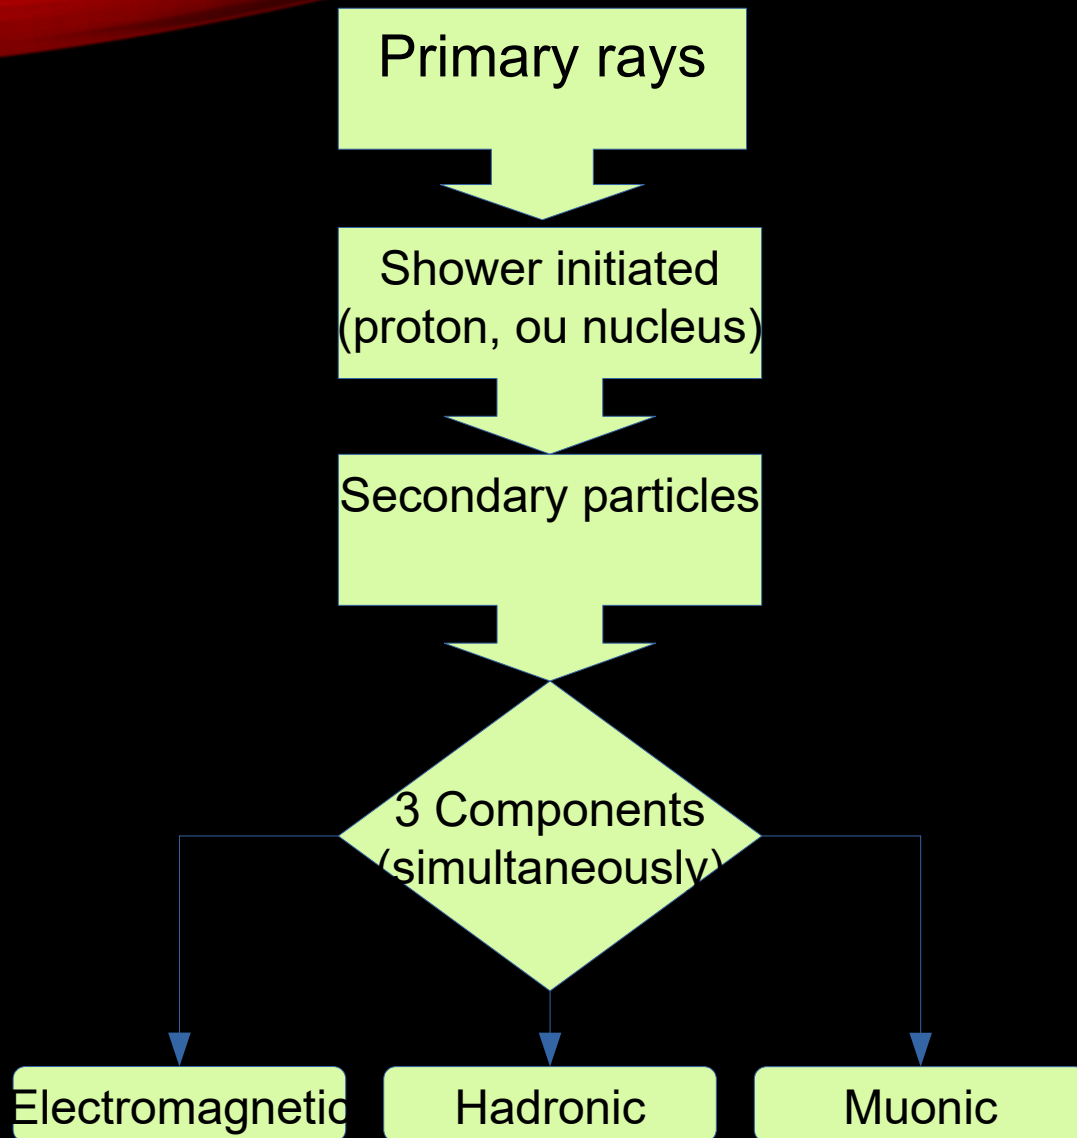 Primary rays
Shower initiated
(proton, ou nucleus)
Secondary particles
3 Components
(simultaneously)
Electromagnetic
Hadronic
Muonic